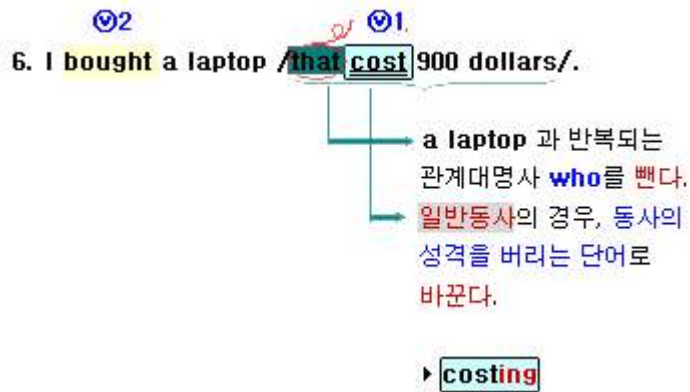 ⓥ2 ⓥ1.
6. I bought a laptop /that cost 900 dollars/.
a laptop 과 반복되는
관계대명사 who를 뺀다.
일반동사의 경우, 동사의
성격을 버리는 단어로
바꾼다.
▸ costing